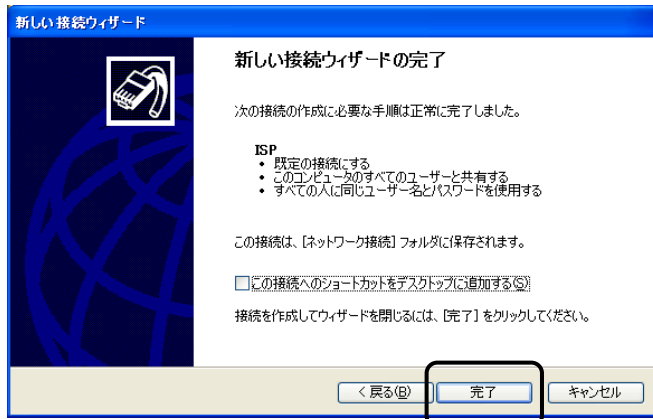 新しい接続ウィザード
新しい接続ウィザードの完了
次の接続の作成に必要な手順は正常に完了しました。
ISP
• 既定の接続にする
• このコンピュータのすべてのユーザーと共有する
• すべての人に同じユーザー名とパスワードを使用する
この接続は、[ネットワーク接続] フォルダに保存されます。
この接続へのショートカットをデスクトップに追加する(S)
接続を作成してウィザードを閉じるには、[完了] をクリックしてください。
< 戻る(B) 完了 キャンセル